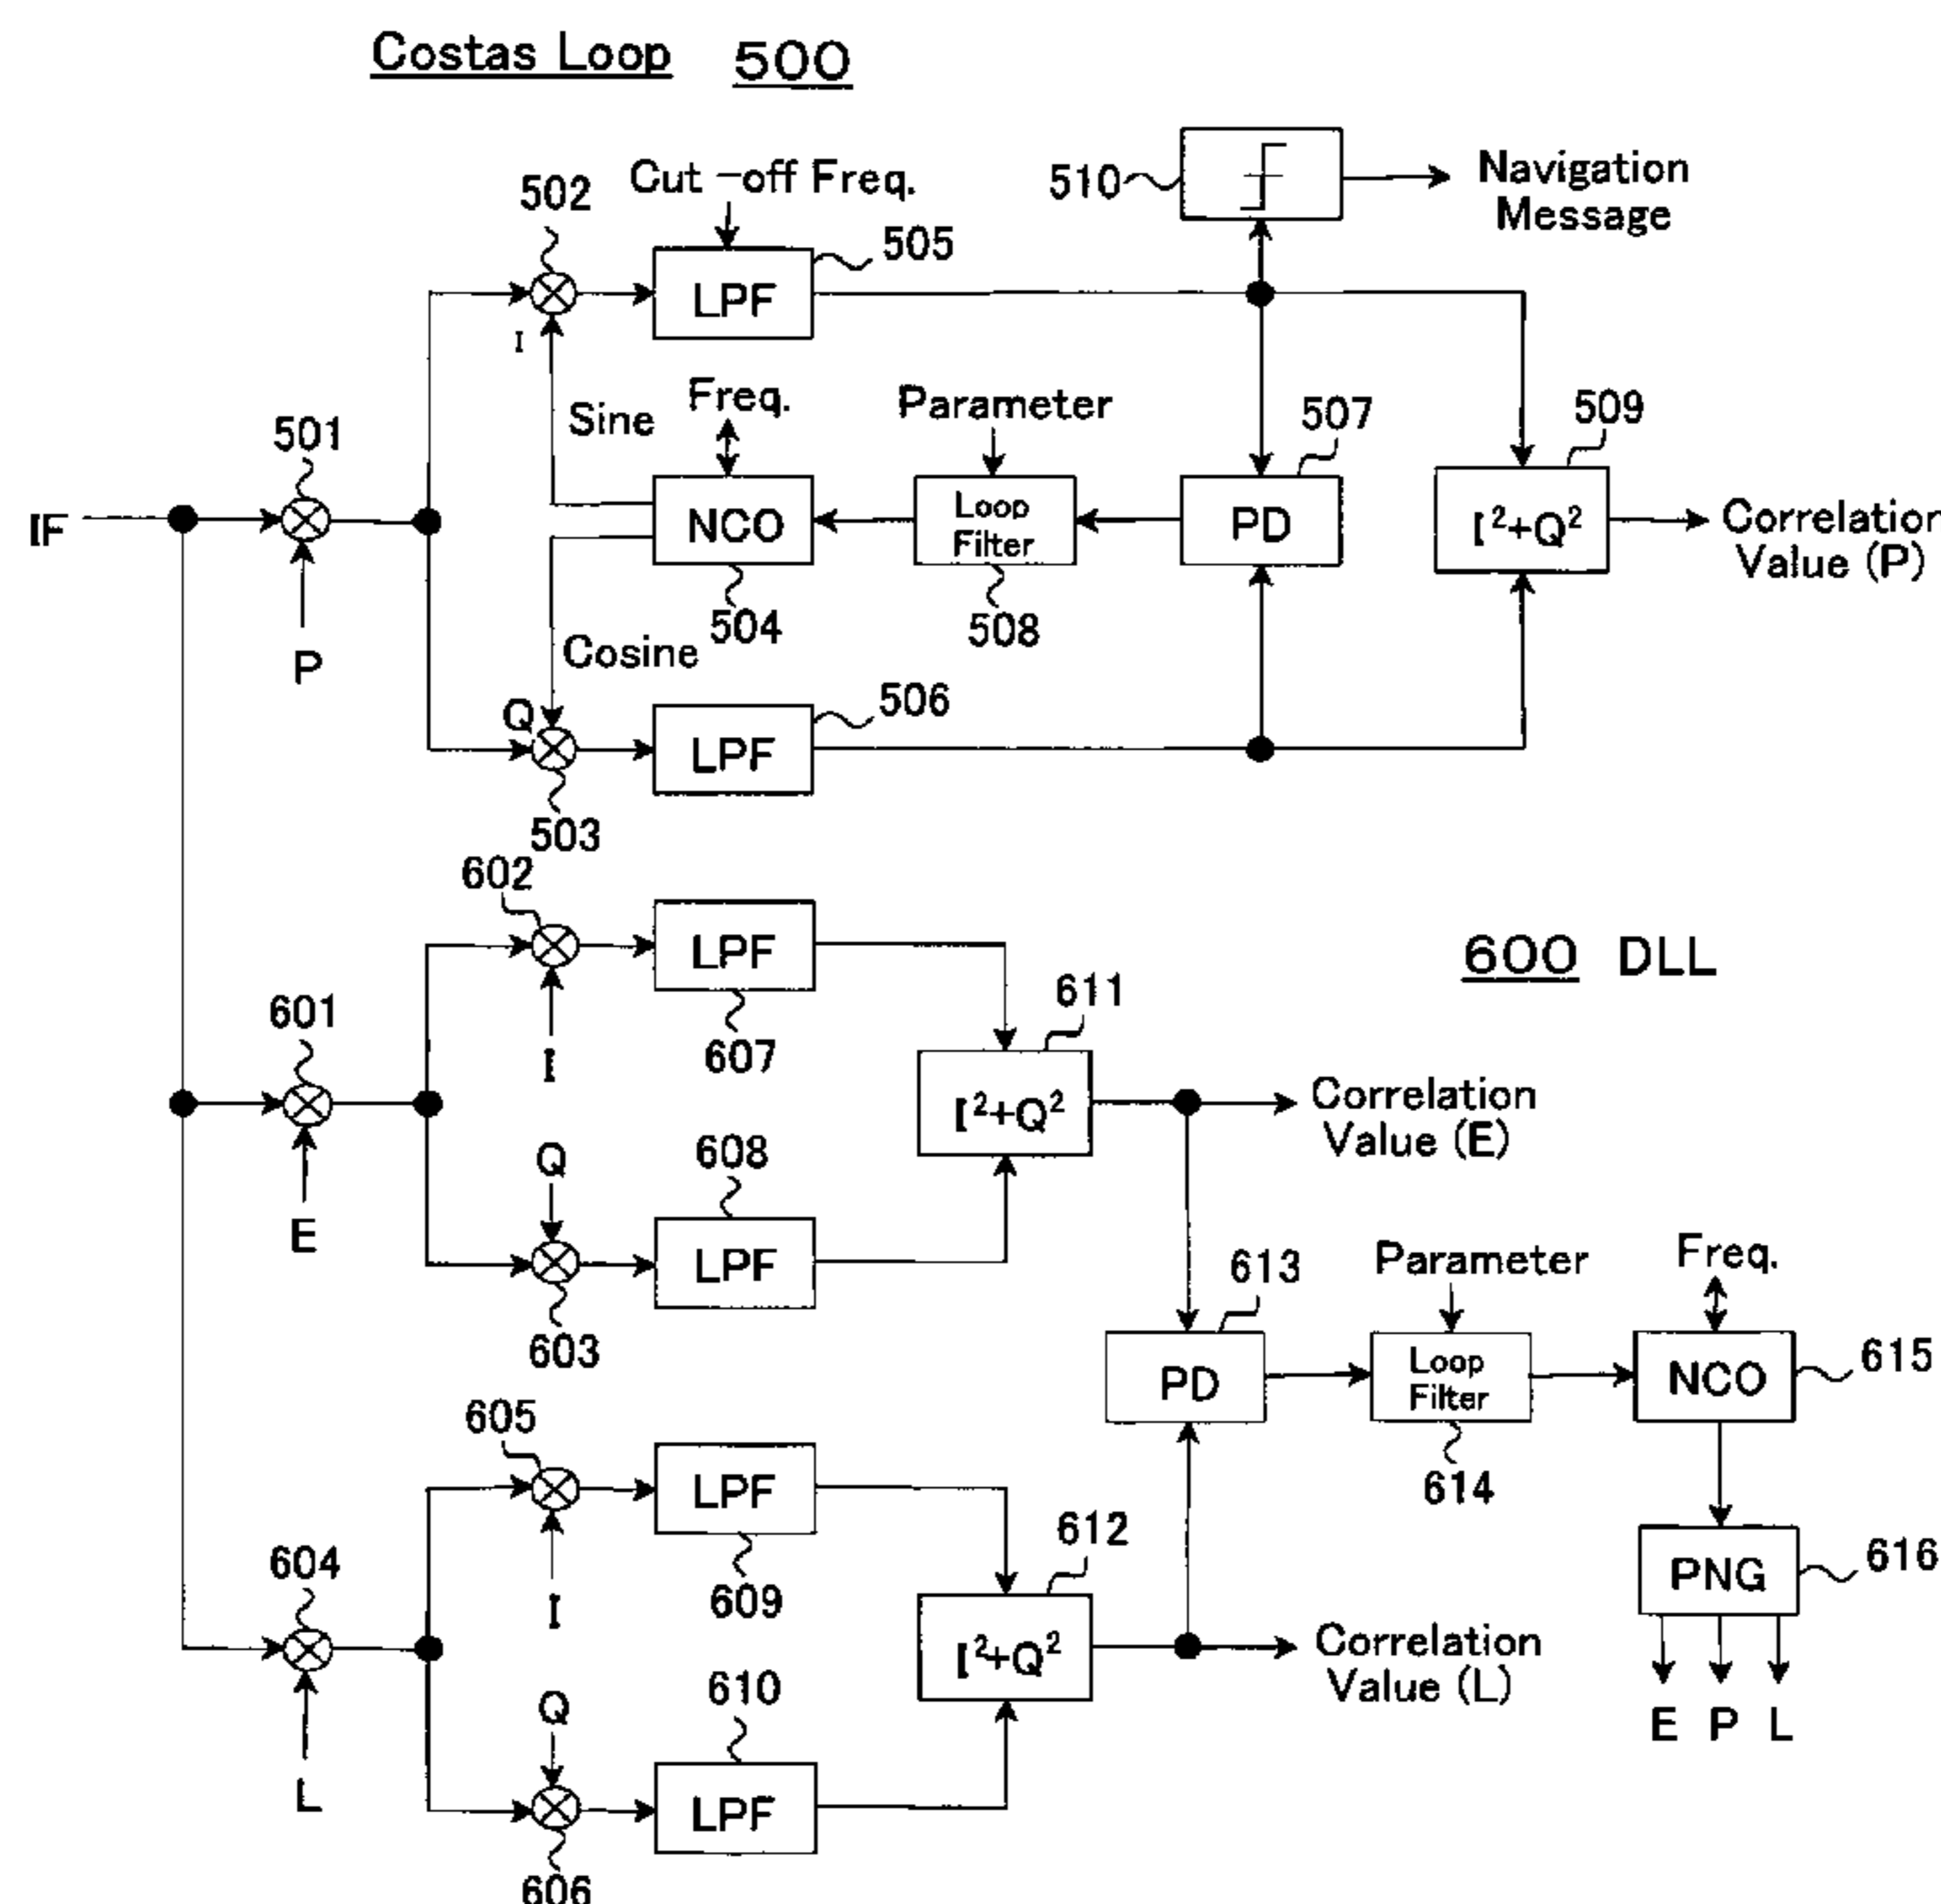 Costas Loop 500
502
Cut-off Freq.
505
510
Navigation
Message
LPF
I
Sine
Freq.
Parameter
507
509
501
IF
NCO
Loop
Filter
PD
I²+Q²
Correlation
Value (P)
P
504
508
Cosine
Q
506
LPF
503
602
LPF
600 DLL
601
I
607
611
I²+Q²
Correlation
Value (E)
E
Q
608
LPF
603
613
Parameter
Freq.
PD
Loop
Filter
NCO
615
614
605
LPF
604
I
609
612
I²+Q²
Correlation
Value (L)
PNG
616
E P L
L
Q
610
LPF
606